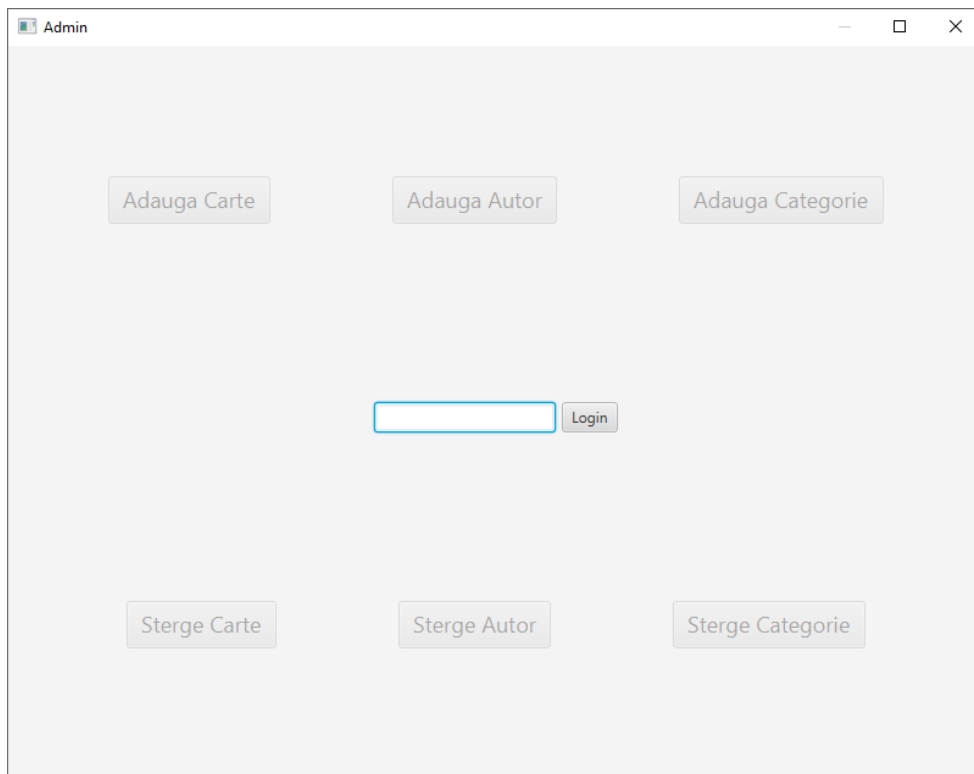 Admin
Adauga Carte Adauga Autor Adauga Categorie
Login
Sterge Carte Sterge Autor Sterge Categorie